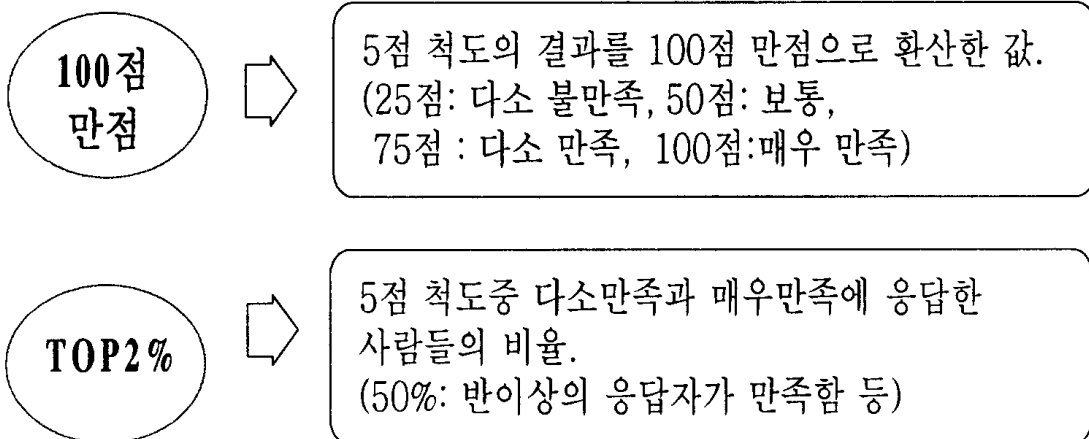 100점
만점
5점 척도의 결과를 100점 만점으로 환산한 값.
(25점: 다소 불만족, 50점: 보통,
75점 : 다소 만족, 100점:매우 만족)
TOP2%
5점 척도중 다소만족과 매우만족에 응답한
사람들의 비율.
(50%: 반이상의 응답자가 만족함 등)